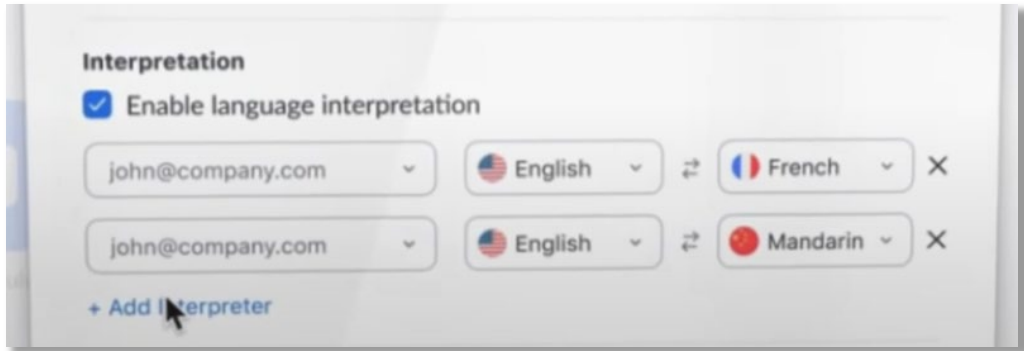 Interpretation
Enable language interpretation
john@company.com English French
john@company.com English Mandarin
+ Add Interpreter